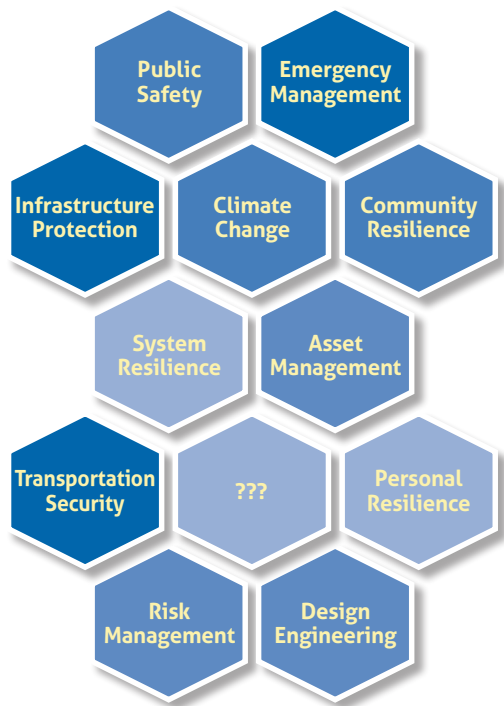 Public
Safety
Emergency
Management
Infrastructure
Protection
Climate
Change
Community
Resilience
System
Resilience
Asset
Management
Transportation
Security
???
Personal
Resilience
Risk
Management
Design
Engineering